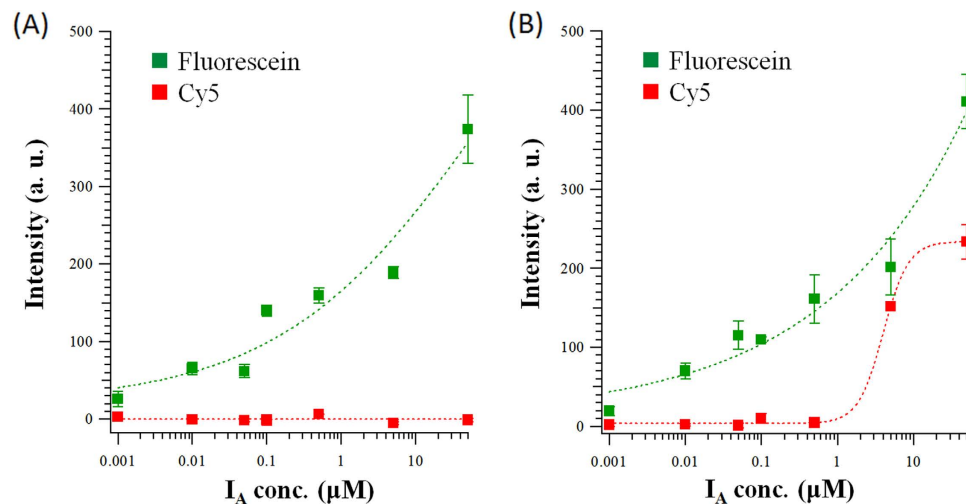 (A)
500
400
300
200
100
0
Intensity (a. u.)
Fluorescein
Cy5
0.001
0.01
0.1
1
10
I_A conc. (µM)
(B)
500
400
300
200
100
0
Intensity (a. u.)
Fluorescein
Cy5
0.001
0.01
0.1
1
10
I_A conc. (µM)